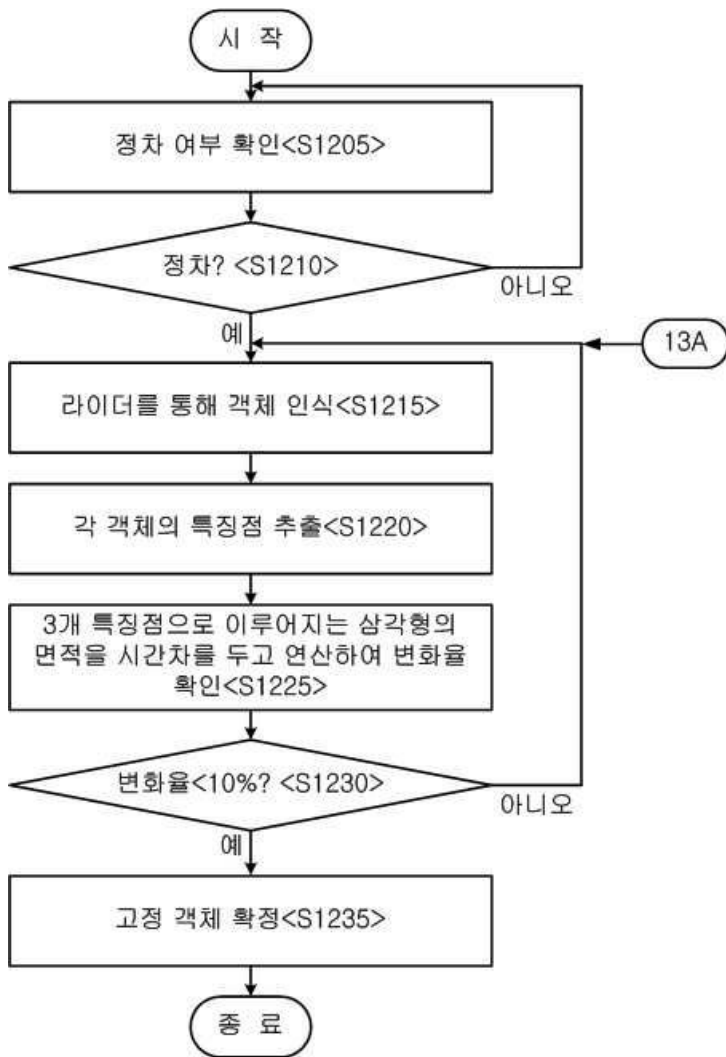 시 작
정차 여부 확인<S1205>
정차? <S1210>
아니오
예
13A
라이더를 통해 객체 인식<S1215>
각 객체의 특징점 추출<S1220>
3개 특징점으로 이루어지는 삼각형의
면적을 시간차를 두고 연산하여 변화율
확인<S1225>
변화율<10%? <S1230>
아니오
예
고정 객체 확정<S1235>
종 료